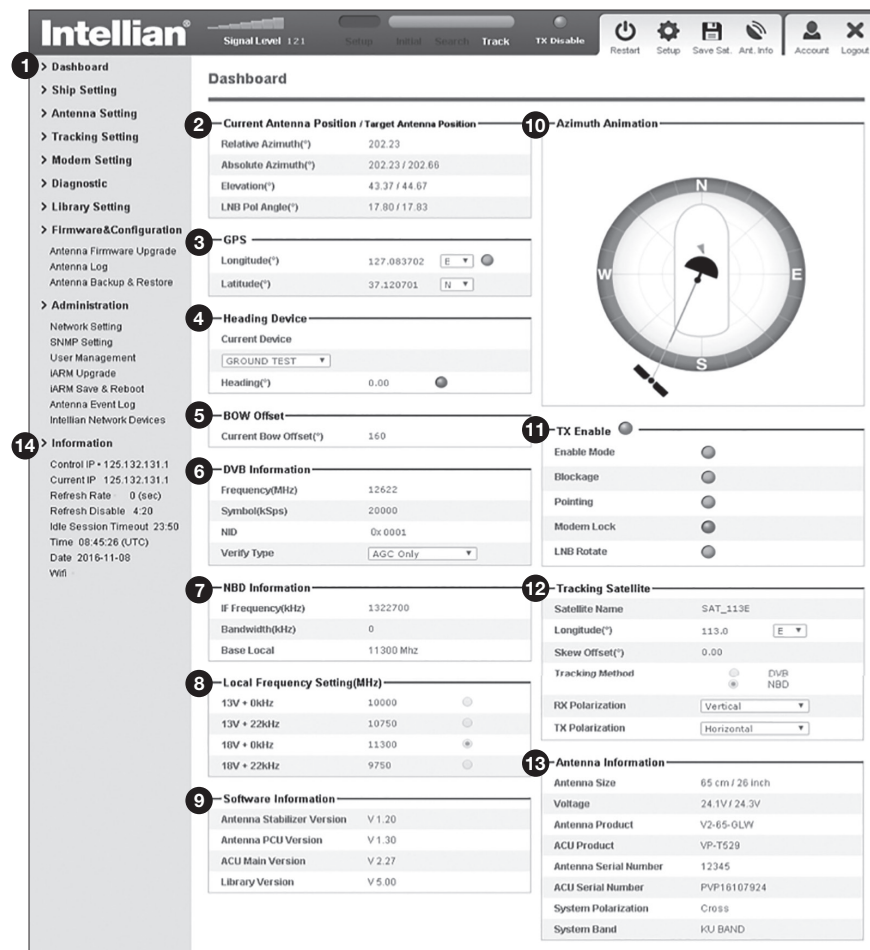 Intellian®
Signal Level 121
Setup Initial Search Track
TX Disable
Restart Setup Save Sat. Ant. Info Account Logout
1 > Dashboard
> Ship Setting
> Antenna Setting
> Tracking Setting
> Modem Setting
> Diagnostic
> Library Setting
> Firmware&Configuration
Antenna Firmware Upgrade
Antenna Log
Antenna Backup & Restore
> Administration
Network Setting
SNMP Setting
User Management
iARM Upgrade
iARM Save & Reboot
Antenna Event Log
Intellian Network Devices
14 > Information
Control IP • 125.132.131.1
Current IP 125.132.131.1
Refresh Rate 0 (sec)
Refresh Disable 4:20
Idle Session Timeout 23:50
Time 08:45:26 (UTC)
Date 2016-11-08
Wifi
Dashboard
2 Current Antenna Position / Target Antenna Position
Relative Azimuth(°) 202.23
Absolute Azimuth(°) 202.23 / 202.66
Elevation(°) 43.37 / 44.67
LNB Pol Angle(°) 17.80 / 17.83
3 GPS
Longitude(°) 127.083702 E
Latitude(°) 37.120701 N
4 Heading Device
Current Device
GROUND TEST
Heading(°) 0.00
5 BOW Offset
Current Bow Offset(°) 160
6 DVB Information
Frequency(MHz) 12622
Symbol(kSps) 20000
NID 0x0001
Verify Type AGC Only
7 NBD Information
IF Frequency(kHz) 1322700
Bandwidth(kHz) 0
Base Local 11300 Mhz
8 Local Frequency Setting(MHz)
13V + 0kHz 10000
13V + 22kHz 10750
18V + 0kHz 11300
18V + 22kHz 9750
9 Software Information
Antenna Stabilizer Version V 1.20
Antenna PCU Version V 1.30
ACU Main Version V 2.27
Library Version V 5.00
10 Azimuth Animation
N
W E
S
11 TX Enable
Enable Mode
Blockage
Pointing
Modem Lock
LNB Rotate
12 Tracking Satellite
Satellite Name SAT_113E
Longitude(°) 113.0 E
Skew Offset(°) 0.00
Tracking Method DVB
NBD
RX Polarization Vertical
TX Polarization Horizontal
13 Antenna Information
Antenna Size 65 cm / 26 inch
Voltage 24.1V / 24.3V
Antenna Product V2-65-GLW
ACU Product VP-T529
Antenna Serial Number 12345
ACU Serial Number PVP16107924
System Polarization Cross
System Band KU BAND